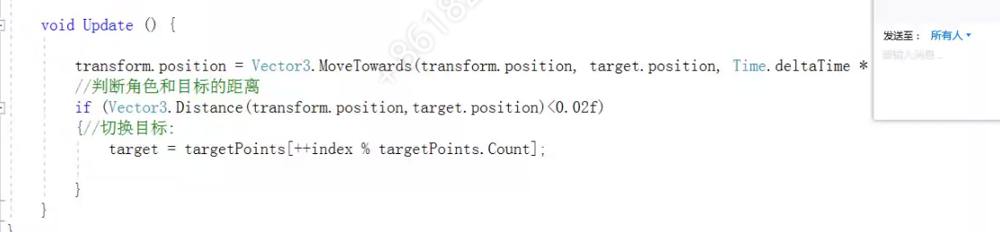 void Update () {
transform.position = Vector3.MoveTowards(transform.position, target.position, Time.deltaTime *
//判断角色和目标的距离
if (Vector3.Distance(transform.position,target.position)<0.02f)
{//切换目标:
target = targetPoints[++index % targetPoints.Count];
}
}
}
发送至： 所有人
请输入消息...
+86182